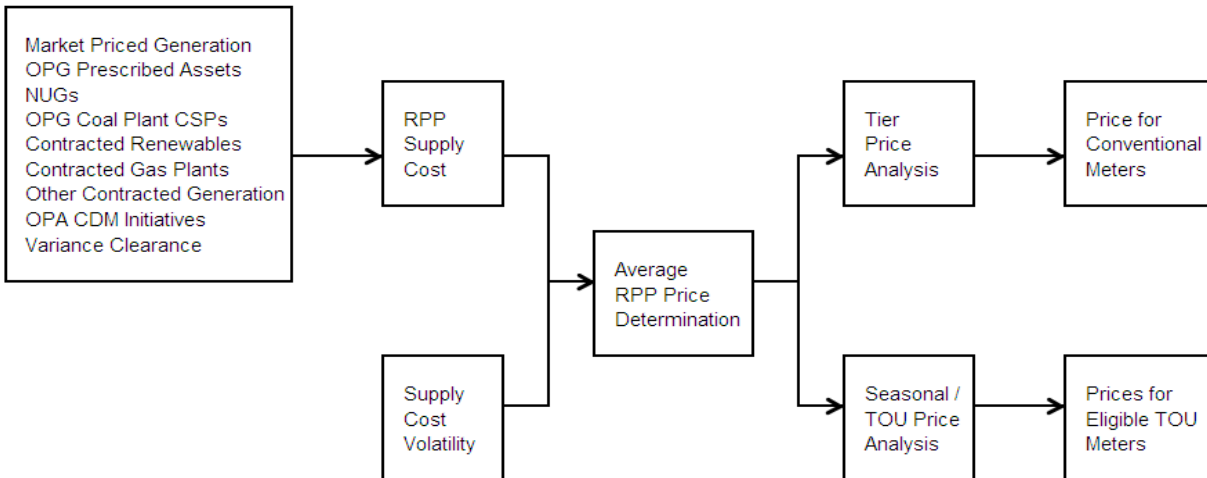 Market Priced Generation
OPG Prescribed Assets
NUGs
OPG Coal Plant CSPs
Contracted Renewables
Contracted Gas Plants
Other Contracted Generation
OPA CDM Initiatives
Variance Clearance
RPP
Supply
Cost
Supply
Cost
Volatility
Average
RPP Price
Determination
Tier
Price
Analysis
Price for
Conventional
Meters
Seasonal /
TOU Price
Analysis
Prices for
Eligible TOU
Meters